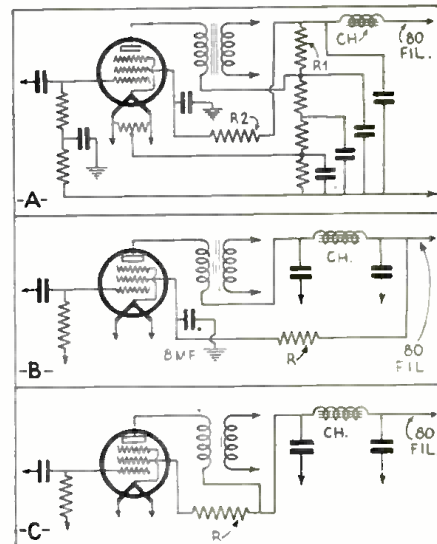 CH.
80
FIL.
R1
R2
-A-
CH.
8MF.
R
80
FIL
-B-
CH.
80
FIL
R
-C-